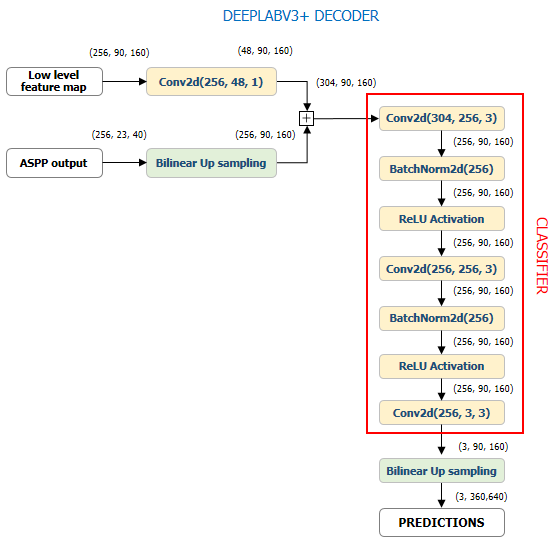 DEEPLABV3+ DECODER
(256, 90, 160)
(48, 90, 160)
Low level
feature map
Conv2d(256, 48, 1)
(304, 90, 160)
+
(256, 23, 40)
(256, 90, 160)
ASPP output
Bilinear Up sampling
Conv2d(304, 256, 3)
(256, 90, 160)
BatchNorm2d(256)
(256, 90, 160)
ReLU Activation
(256, 90, 160)
Conv2d(256, 256, 3)
(256, 90, 160)
BatchNorm2d(256)
(256, 90, 160)
ReLU Activation
(256, 90, 160)
Conv2d(256, 3, 3)
CLASSIFIER
(3, 90, 160)
Bilinear Up sampling
(3, 360,640)
PREDICTIONS